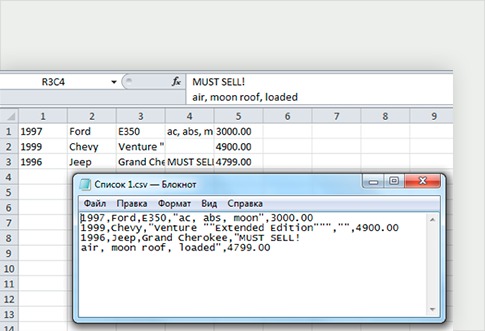 R3C4 fx MUST SELL!
air, moon roof, loaded
1 2 3 4 5 6 7 8 9
1 1997 Ford E350 ac, abs, m 3000.00
2 1999 Chevy Venture " 4900.00
3 1996 Jeep Grand Che MUST SELL 4799.00
4
5
6
7
8
9
10
11
12
13
Список 1.csv — Блокнот
Файл Правка Формат Вид Справка
1997,Ford,E350,"ac, abs, moon",3000.00
1999,Chevy,"Venture ""Extended Edition""","",4900.00
1996,Jeep,Grand Cherokee,"MUST SELL!
air, moon roof, loaded",4799.00